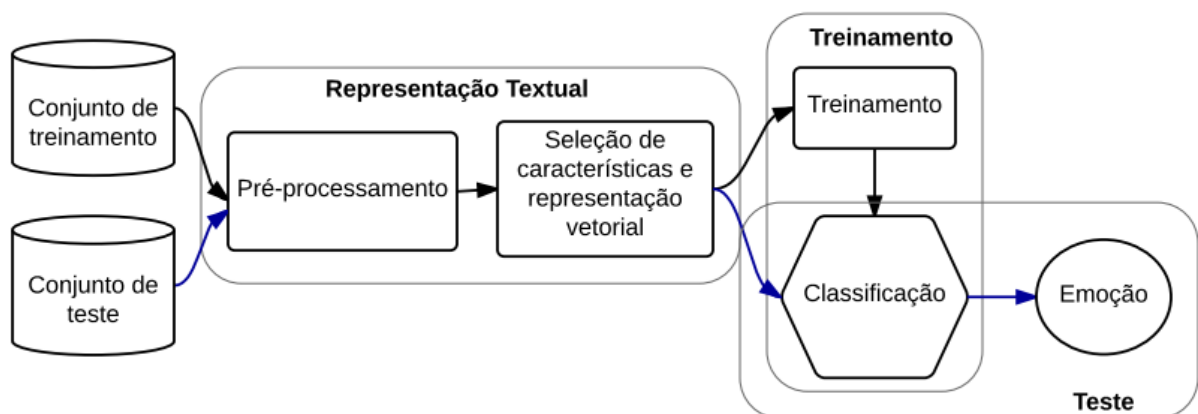 Conjunto de
treinamento
Conjunto de
teste
Representação Textual
Pré-processamento
Seleção de
características e
representação
vetorial
Treinamento
Treinamento
Classificação
Emoção
Teste